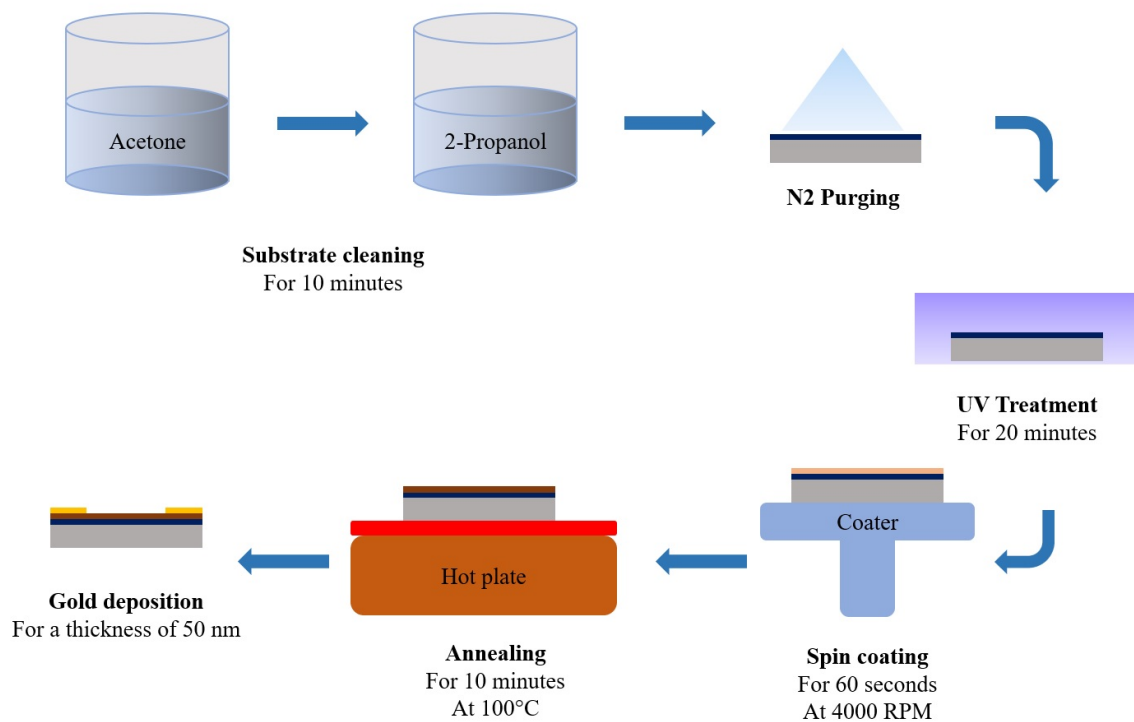 Acetone
2-Propanol
N2 Purging
Substrate cleaning
For 10 minutes
UV Treatment
For 20 minutes
Coater
Spin coating
For 60 seconds
At 4000 RPM
Hot plate
Annealing
For 10 minutes
At 100°C
Gold deposition
For a thickness of 50 nm